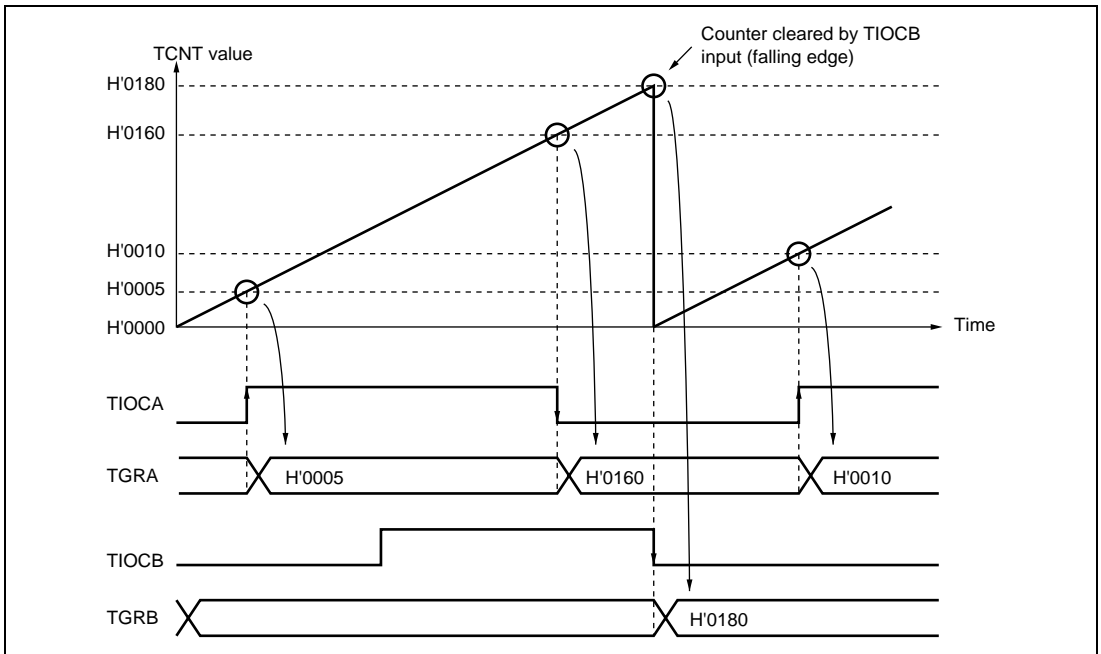 Counter cleared by TIOCB
input (falling edge)
TCNT value
H'0180
H'0160
H'0010
H'0005
H'0000
Time
TIOCA
TGRA
H'0005
H'0160
H'0010
TIOCB
TGRB
H'0180